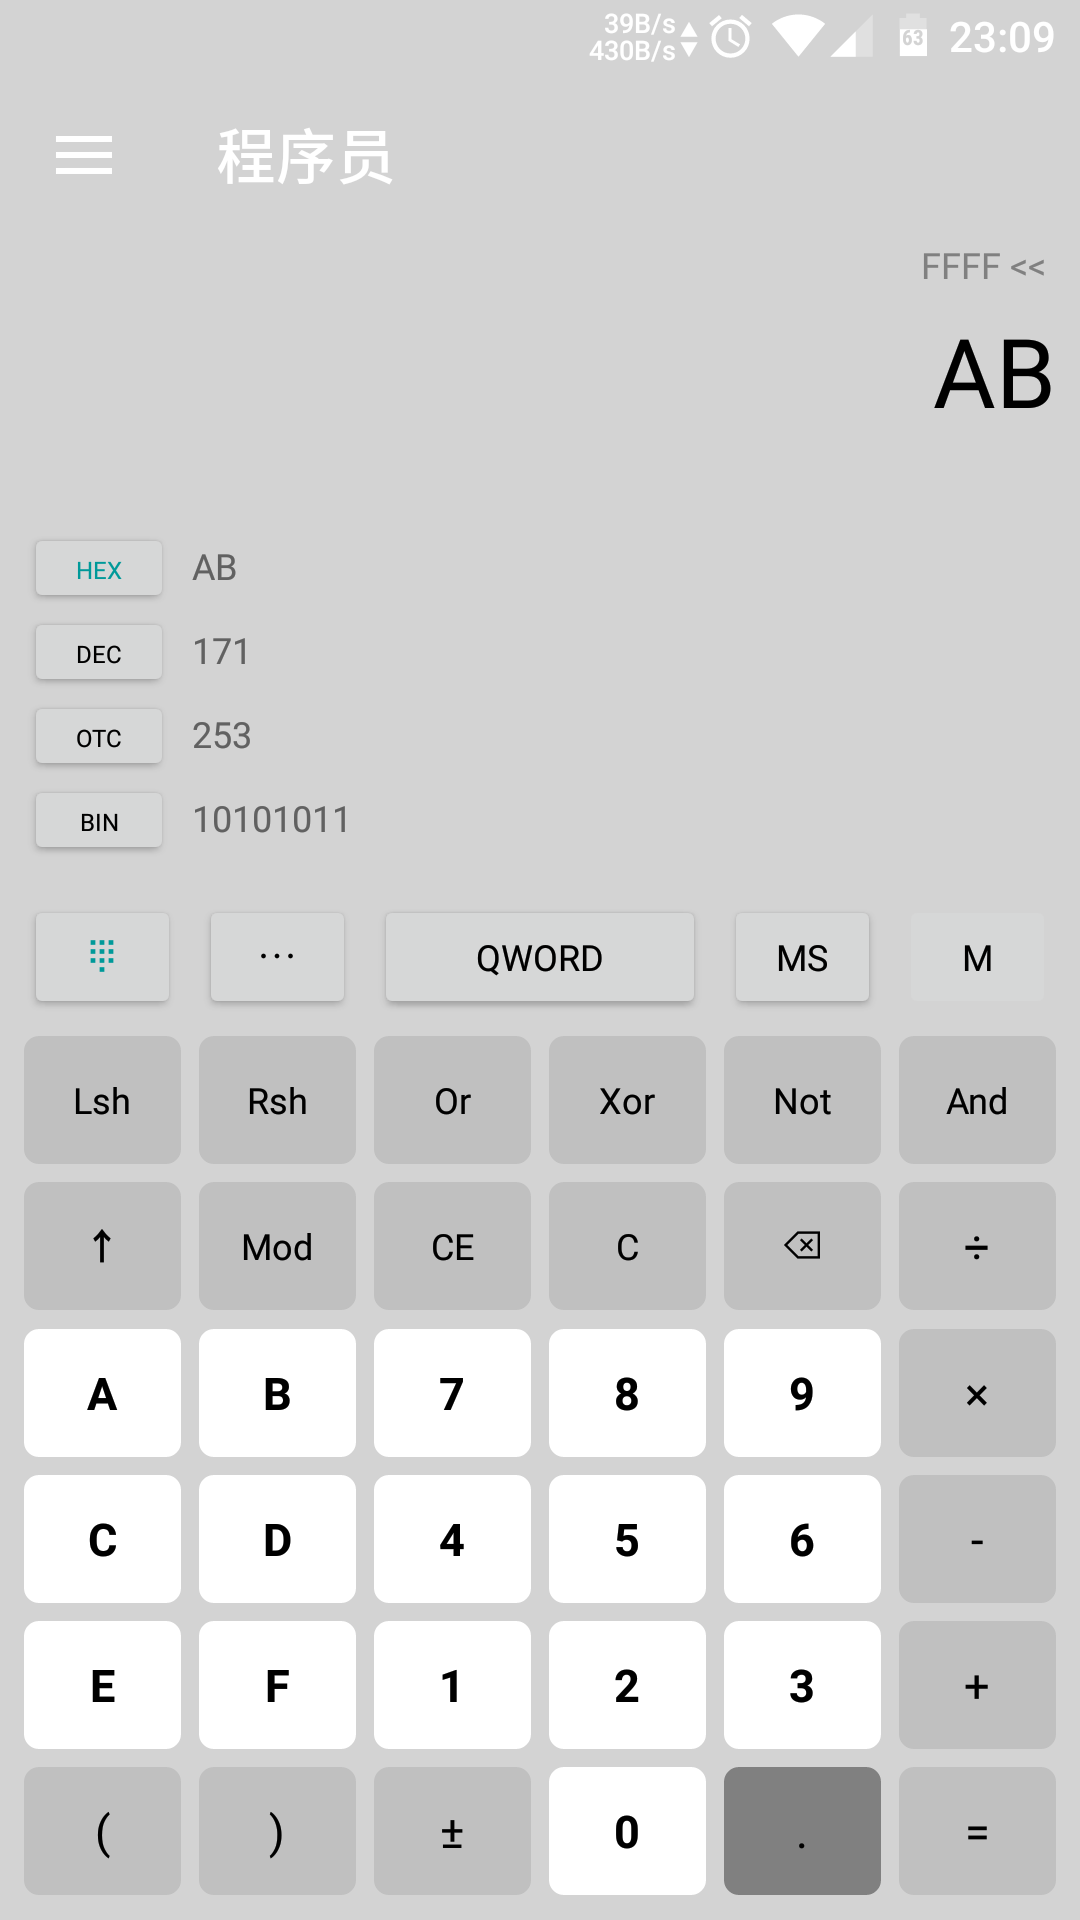 39B/s
430B/s
63
23:09
程序员
FFFF <<
AB
HEX AB
DEC 171
OTC 253
BIN 10101011
··· QWORD MS M
Lsh Rsh Or Xor Not And
↑ Mod CE C ÷
A B 7 8 9 ×
C D 4 5 6 -
E F 1 2 3 +
( ) ± 0 . =